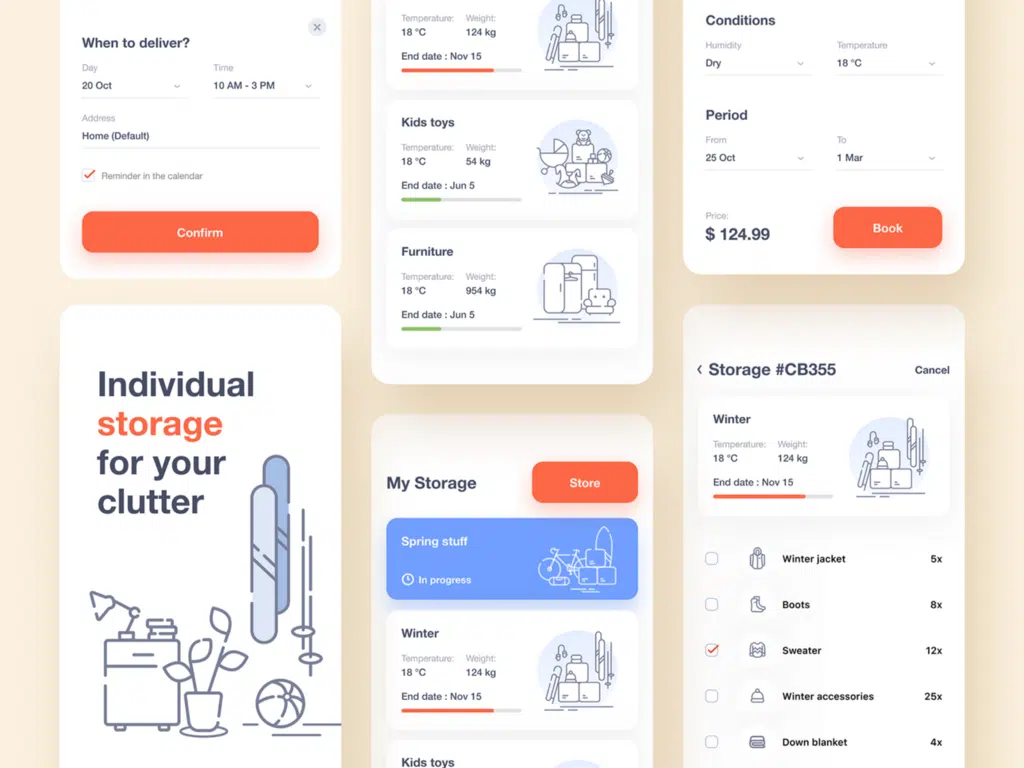 When to deliver?
Day
Time
20 Oct
10 AM - 3 PM
Address
Home (Default)
Reminder in the calendar
Confirm
Individual
storage
for your
clutter
Temperature:
Weight:
18 °C
124 kg
End date : Nov 15
Kids toys
Temperature:
Weight:
18 °C
54 kg
End date : Jun 5
Furniture
Temperature:
Weight:
18 °C
954 kg
End date : Jun 5
My Storage
Store
Spring stuff
In progress
Winter
Temperature:
Weight:
18 °C
124 kg
End date : Nov 15
Kids toys
Conditions
Humidity
Temperature
Dry
18 °C
Period
From
To
25 Oct
1 Mar
Price:
$ 124.99
Book
Storage #CB355
Cancel
Winter
Temperature:
Weight:
18 °C
124 kg
End date : Nov 15
Winter jacket
5x
Boots
8x
Sweater
12x
Winter accessories
25x
Down blanket
4x